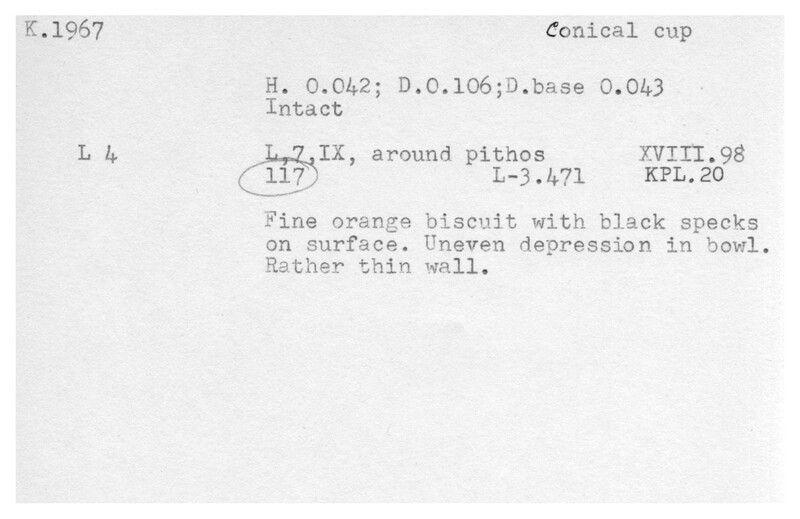 K.1967 Conical cup
H. 0.042; D.0.106;D.base 0.043
Intact
L 4 L,7,IX, around pithos XVIII.98
117 L-3.471 KPL.20
Fine orange biscuit with black specks
on surface. Uneven depression in bowl.
Rather thin wall.